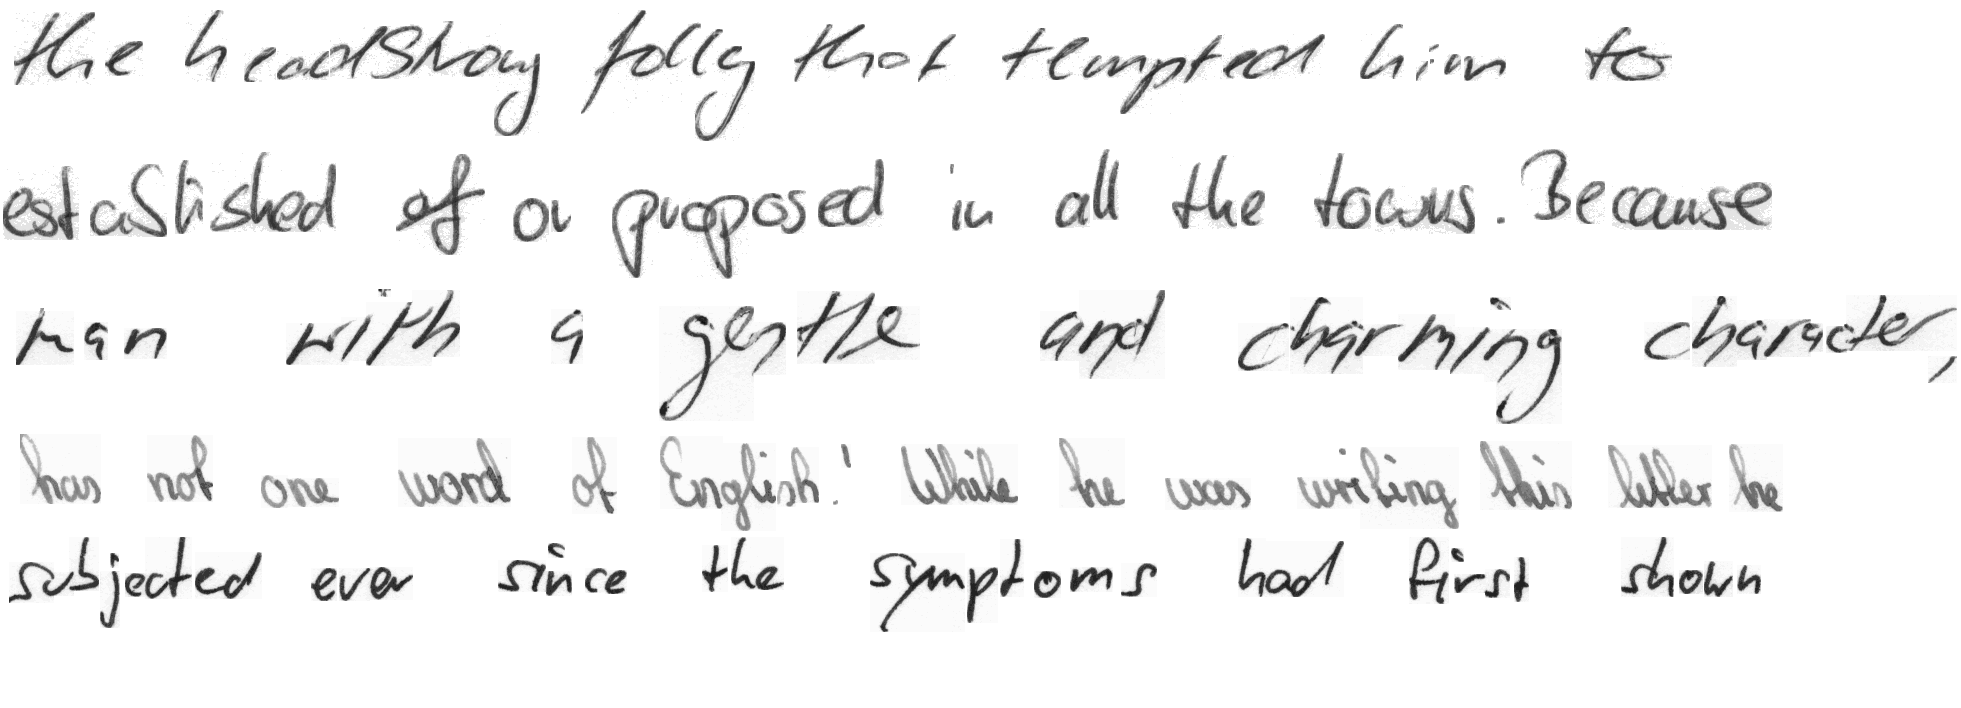 the headstrong folly that tempted him to
established of or proposed in all the towns. Because
man with a gentle and charming character,
has not one word of English.' While he was writing this letter he
subjected ever since the symptoms had first shown